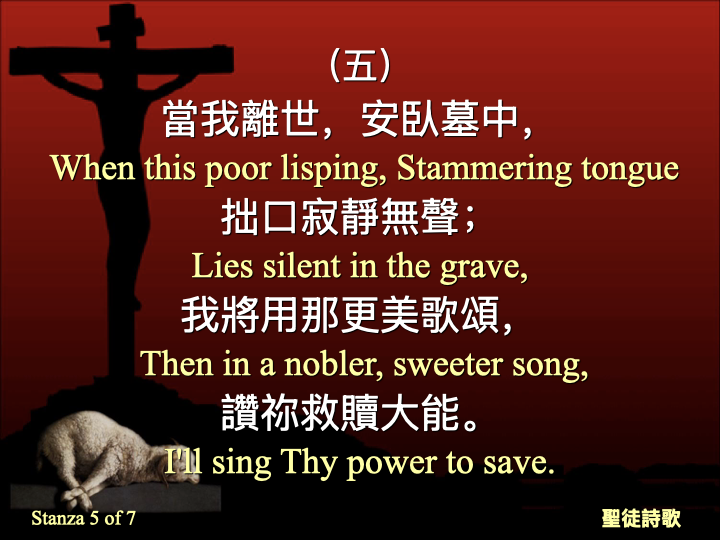 （五）
當我離世，安臥墓中，
When this poor lisping, Stammering tongue
拙口寂靜無聲；
Lies silent in the grave,
我將用那更美歌頌，
Then in a nobler, sweeter song,
讚祢救贖大能。
I'll sing Thy power to save.
Stanza 5 of 7
聖徒詩歌